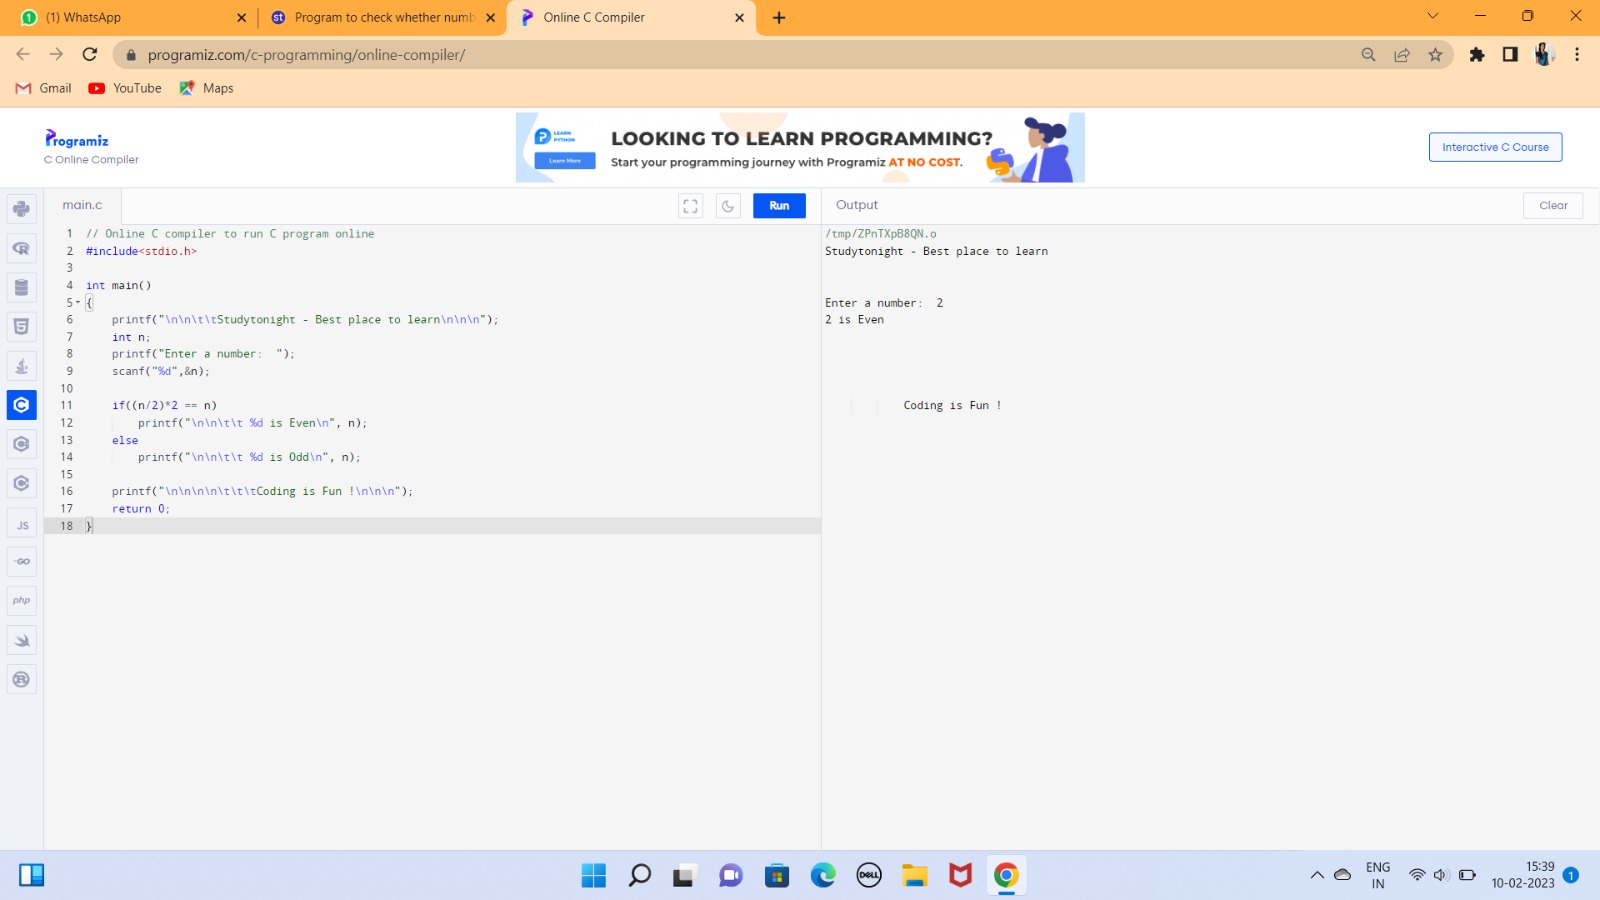 (1) WhatsApp
Program to check whether numb
Online C Compiler
programiz.com/c-programming/online-compiler/
Gmail
YouTube
Maps
Programiz
C Online Compiler
LEARN
PYTHON
Learn More
LOOKING TO LEARN PROGRAMMING?
Start your programming journey with Programiz AT NO COST.
Interactive C Course
main.c
Run
Output
Clear
1 // Online C compiler to run C program online
2 #include<stdio.h>
3
4 int main()
5 {
6 printf("\n\n\t\tStudytonight - Best place to learn\n\n\n");
7 int n;
8 printf("Enter a number:  ");
9 scanf("%d",&n);
10
11 if((n/2)*2 == n)
12 printf("\n\n\t\t %d is Even\n", n);
13 else
14 printf("\n\n\t\t %d is Odd\n", n);
15
16 printf("\n\n\n\n\t\t\tCoding is Fun !\n\n\n");
17 return 0;
18 }
/tmp/ZPnTXpB8QN.o
Studytonight - Best place to learn
Enter a number:  2
2 is Even
Coding is Fun !
JS
GO
php
DELL
ENG
IN
15:39
10-02-2023
1